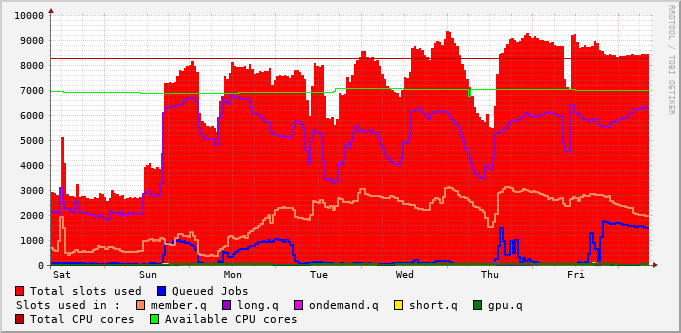 10000
9000
8000
7000
6000
5000
4000
3000
2000
1000
0
Sat Sun Mon Tue Wed Thu Fri
RRDTOOL / TOBI OETIKER
Total slots used Queued Jobs
Slots used in : member.q long.q ondemand.q short.q gpu.q
Total CPU cores Available CPU cores